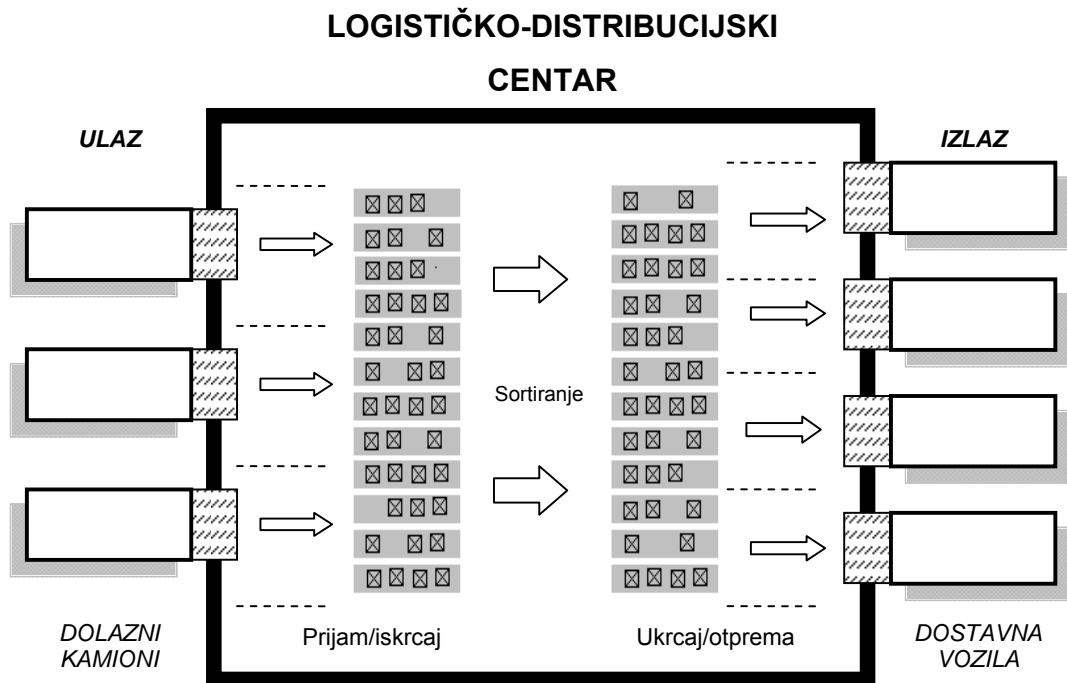 LOGISTIČKO-DISTRIBUCIJSKI
CENTAR
ULAZ
IZLAZ
Sortiranje
DOLAZNI
KAMIONI
Prijam/iskrcaj
Ukrcaj/otprema
DOSTAVNA
VOZILA